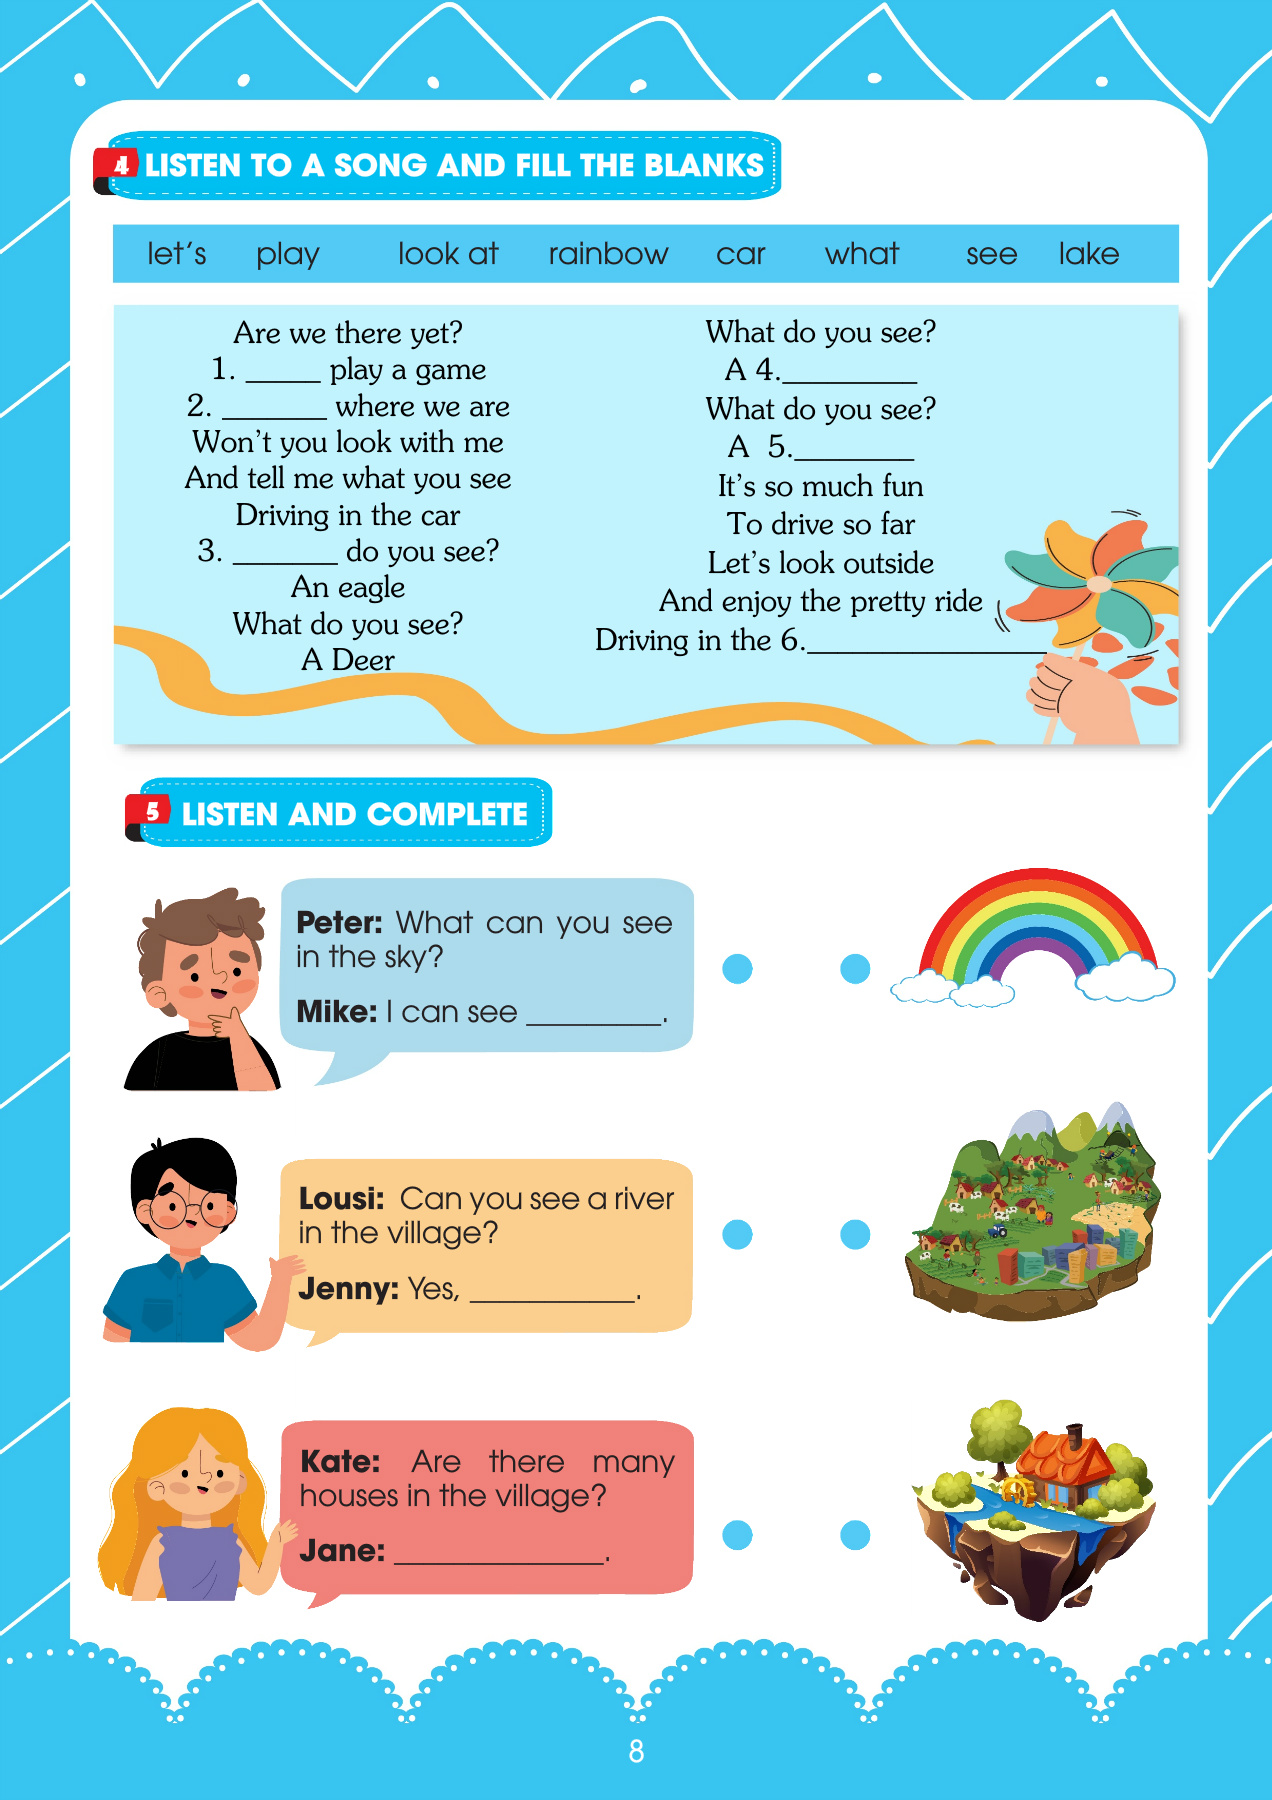 4 LISTEN TO A SONG AND FILL THE BLANKS
let's play look at rainbow car what see lake
Are we there yet?
1. _____ play a game
2. _______ where we are
Won't you look with me
And tell me what you see
Driving in the car
3. _______ do you see?
An eagle
What do you see?
A Deer
What do you see?
A 4._________
What do you see?
A 5.________
It's so much fun
To drive so far
Let's look outside
And enjoy the pretty ride
Driving in the 6.________________
5 LISTEN AND COMPLETE
Peter: What can you see
in the sky?
Mike: I can see _________.
Lousi: Can you see a river
in the village?
Jenny: Yes, ___________.
Kate: Are there many
houses in the village?
Jane: ______________.
8